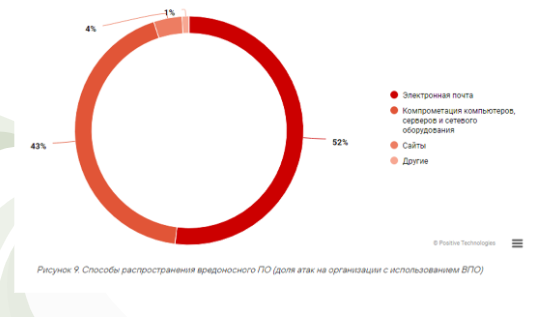 1%
4%
43%
52%
Электронная почта
Компрометация компьютеров,
серверов и сетевого
оборудования
Сайты
Другие
© Positive Technologies
Рисунок 9. Способы распространения вредоносного ПО (доля атак на организации с использованием ВПО)